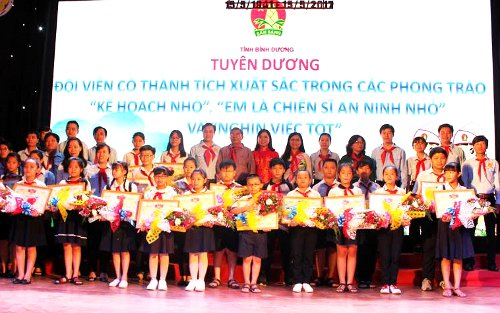 15/5/1941 - 15/5/2017
TỈNH BÌNH DƯƠNG
TUYÊN DƯƠNG
ĐỘI VIÊN CÓ THÀNH TÍCH XUẤT SẮC TRONG CÁC PHONG TRÀO
"KẾ HOẠCH NHỎ", "EM LÀ CHIẾN SĨ AN NINH NHỎ"
VÀ "NGHÌN VIỆC TỐT"